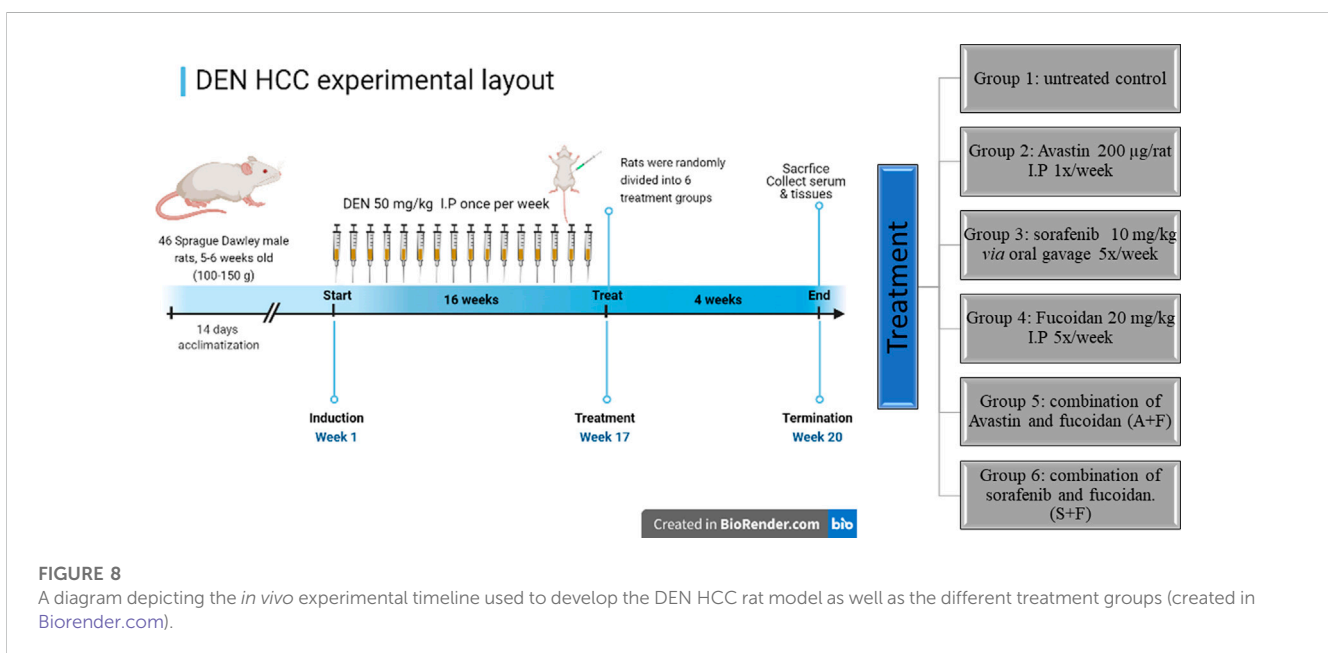 DEN HCC experimental layout
46 Sprague Dawley male
rats, 5-6 weeks old
(100-150 g)
DEN 50 mg/kg I.P once per week
Rats were randomly
divided into 6
treatment groups
Sacrfice
Collect serum
& tissues
Start
16 weeks
Treat
4 weeks
End
14 days
acclimatization
Induction
Week 1
Treatment
Week 17
Termination
Week 20
Created in BioRender.com bio
Treatment
Group 1: untreated control
Group 2: Avastin 200 µg/rat
I.P 1x/week
Group 3: sorafenib 10 mg/kg
via oral gavage 5x/week
Group 4: Fucoidan 20 mg/kg
I.P 5x/week
Group 5: combination of
Avastin and fucoidan (A+F)
Group 6: combination of
sorafenib and fucoidan.
(S+F)
FIGURE 8
A diagram depicting the in vivo experimental timeline used to develop the DEN HCC rat model as well as the different treatment groups (created in
Biorender.com).